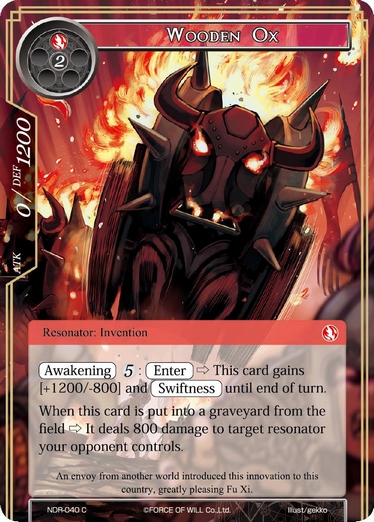 Wooden Ox
2
ATK 0 / DEF 1200
Resonator: Invention
Awakening 5 : Enter ⇨ This card gains
[+1200/-800] and Swiftness until end of turn.
When this card is put into a graveyard from the
field ⇨ It deals 800 damage to target resonator
your opponent controls.
An envoy from another world introduced this innovation to this
country, greatly pleasing Fu Xi.
NDR-040 C ©FORCE OF WILL Co.,Ltd. Illust/gekko